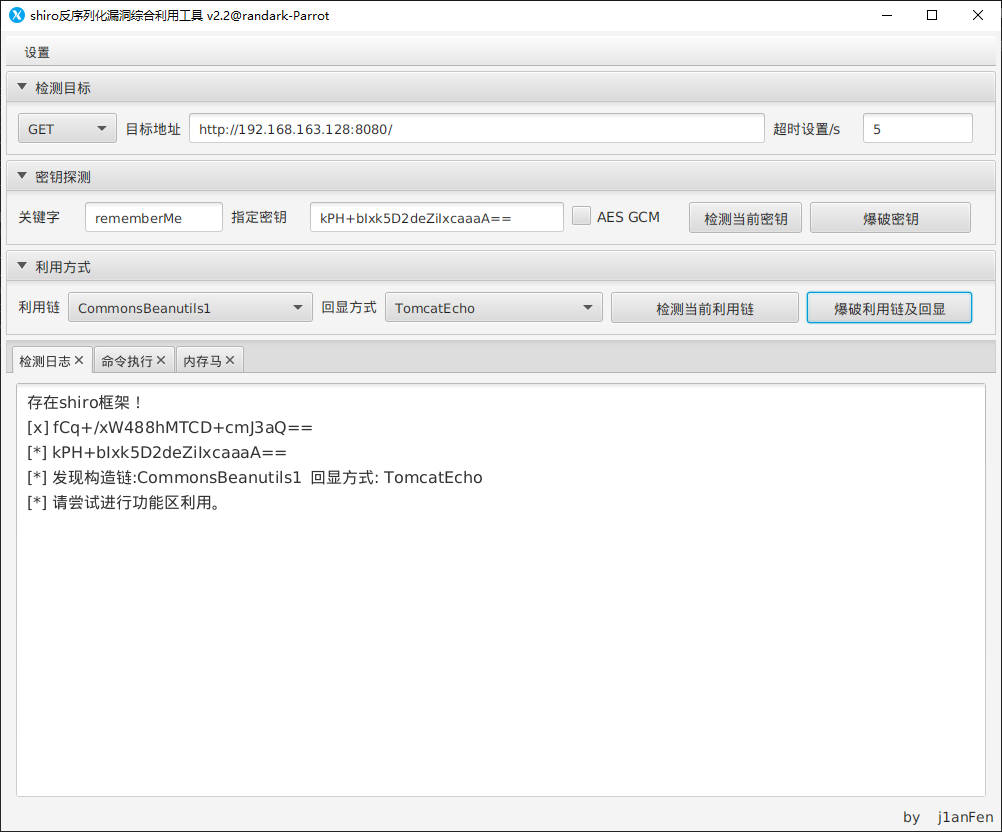 shiro反序列化漏洞综合利用工具 v2.2@randark-Parrot
设置
检测目标
GET 目标地址 http://192.168.163.128:8080/ 超时设置/s 5
密钥探测
关键字 rememberMe 指定密钥 kPH+bIxk5D2deZiIxcaaaA== AES GCM 检测当前密钥 爆破密钥
利用方式
利用链 CommonsBeanutils1 回显方式 TomcatEcho 检测当前利用链 爆破利用链及回显
检测日志 命令执行 内存马
存在shiro框架！
[x] fCq+/xW488hMTCD+cmJ3aQ==
[*] kPH+bIxk5D2deZiIxcaaaA==
[*] 发现构造链:CommonsBeanutils1 回显方式: TomcatEcho
[*] 请尝试进行功能区利用。
by j1anFen